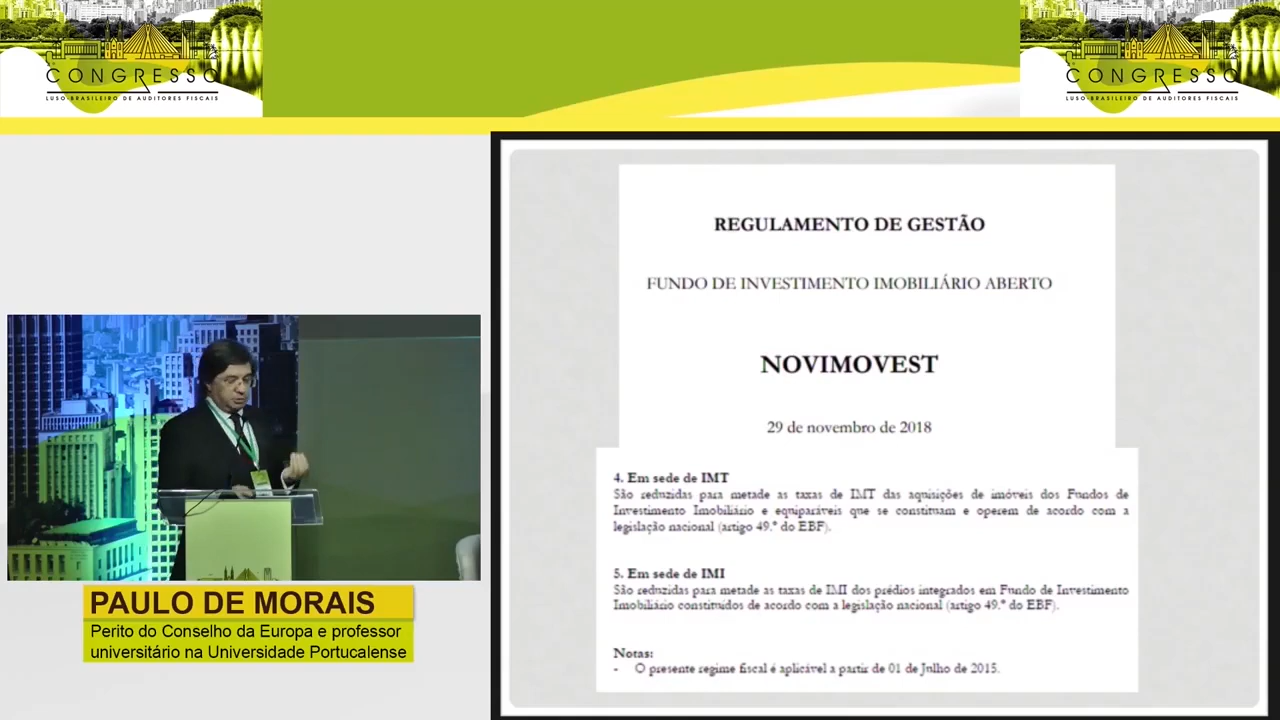 CONGRESSO
LUSO-BRASILEIRO DE AUDITORES FISCAIS
CONGRESSO
LUSO-BRASILEIRO DE AUDITORES FISCAIS
REGULAMENTO DE GESTÃO
FUNDO DE INVESTIMENTO IMOBILIÁRIO ABERTO
NOVIMOVEST
29 de novembro de 2018
4. Em sede de IMT
São reduzidas para metade as taxas de IMT das aquisições de imóveis dos Fundos de
Investimento Imobiliário e equiparáveis que se constituam e operem de acordo com a
legislação nacional (artigo 49.º do EBF).
5. Em sede de IMI
São reduzidas para metade as taxas de IMI dos prédios integrados em Fundo de Investimento
Imobiliário constituídos de acordo com a legislação nacional (artigo 49.º do EBF).
Notas:
- O presente regime fiscal é aplicável a partir de 01 de Julho de 2015.
PAULO DE MORAIS
Perito do Conselho da Europa e professor
universitário na Universidade Portucalense